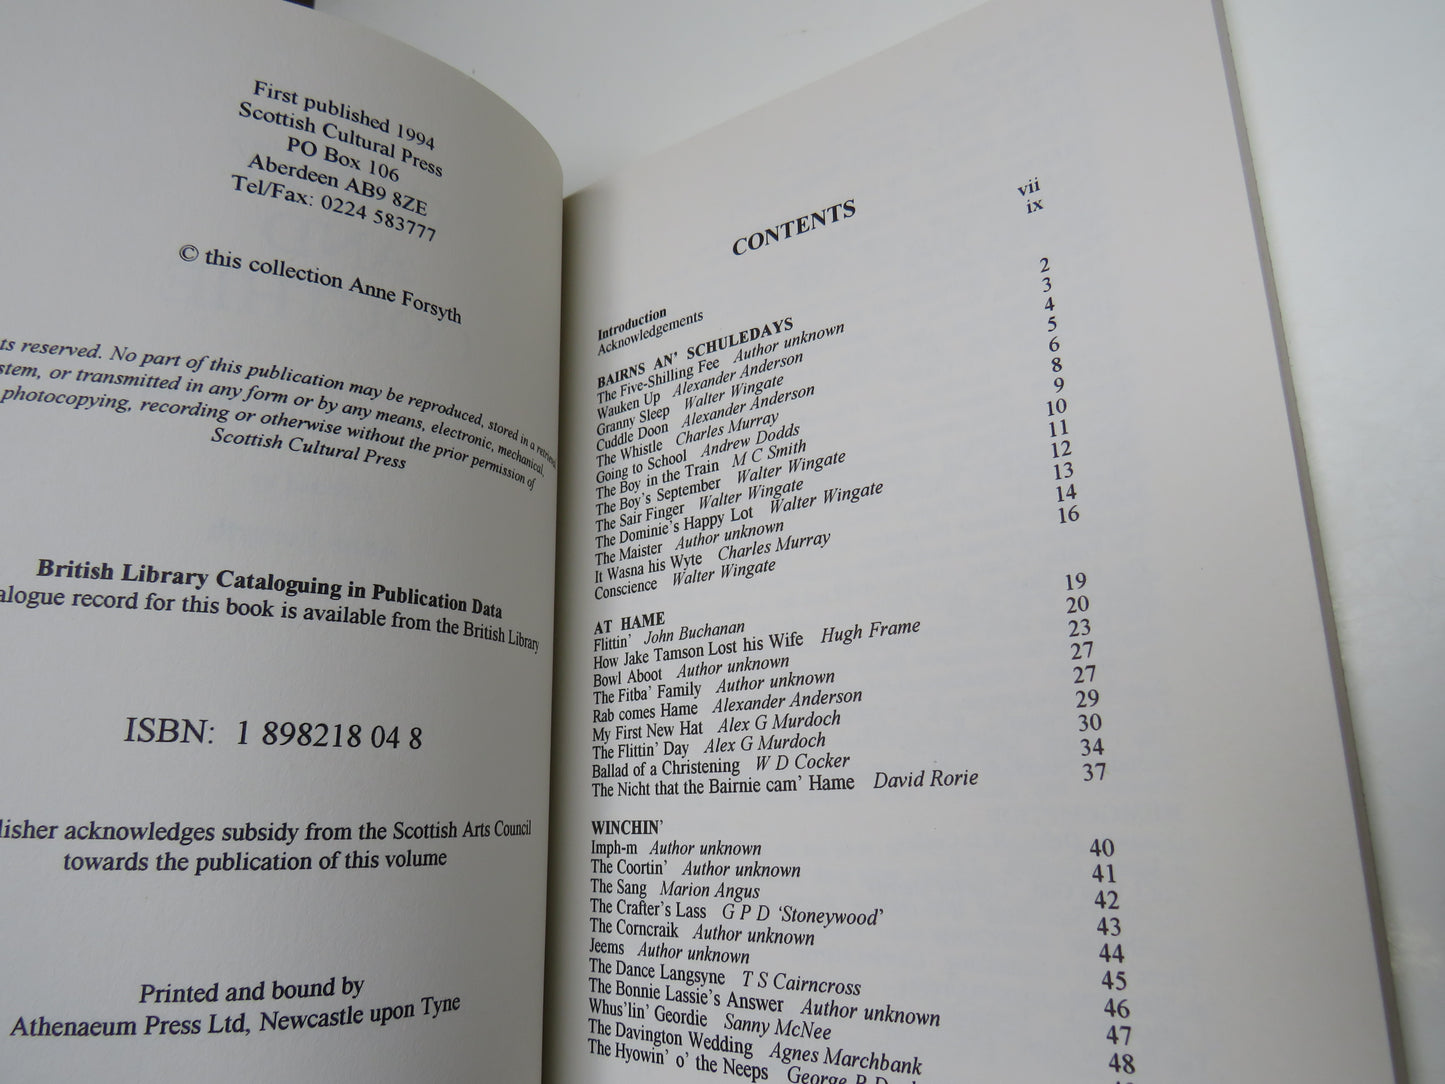 First published 1994
Scottish Cultural Press
PO Box 106
Aberdeen AB9 8ZE
Tel/Fax: 0224 583777
© this collection Anne Forsyth
reserved. No part of this publication may be reproduced, stored in a
or transmitted in any form or by any means, electronic, mechanical,
photocopying, recording or otherwise without the prior permission of
Scottish Cultural Press
British Library Cataloguing in Publication Data
record for this book is available from the British Library
ISBN: 1 898218 04 8
acknowledges subsidy from the Scottish Arts Council
towards the publication of this volume
Printed and bound by
Athenaeum Press Ltd, Newcastle upon Tyne
CONTENTS
Introduction vii
Acknowledgements ix
BAIRNS AN' SCHULEDAYS
The Five-Shilling Fee Author unknown 2
Wauken Up Alexander Anderson 3
Granny Sleep Walter Wingate 4
Cuddle Doon Alexander Anderson 5
The Whistle Charles Murray 6
Going to School Andrew Dodds 8
The Boy in the Train M C Smith 9
The Boy's September Walter Wingate 10
The Sair Finger Walter Wingate 11
The Dominie's Happy Lot Walter Wingate 12
The Maister Author unknown 13
It Wasna his Wyte Charles Murray 14
Conscience Walter Wingate 16
AT HAME
Flittin' John Buchanan 19
How Jake Tamson Lost his Wife Hugh Frame 20
Bowl Aboot Author unknown 23
The Fitba' Family Author unknown 27
Rab comes Hame Alexander Anderson 27
My First New Hat Alex G Murdoch 29
The Flittin' Day Alex G Murdoch 30
Ballad of a Christening W D Cocker 34
The Nicht that the Bairnie cam' Hame David Rorie 37
WINCHIN'
Imph-m Author unknown 40
The Coortin' Author unknown 41
The Sang Marion Angus 42
The Crafter's Lass G P D 'Stoneywood' 43
The Corncraik Author unknown 44
Jeems Author unknown 45
The Dance Langsyne T S Cairncross 46
The Bonnie Lassie's Answer Author unknown 47
Whus'lin' Geordie Sanny McNee 48
The Davington Wedding Agnes Marchbank
The Hyowin' o' the Neeps George P